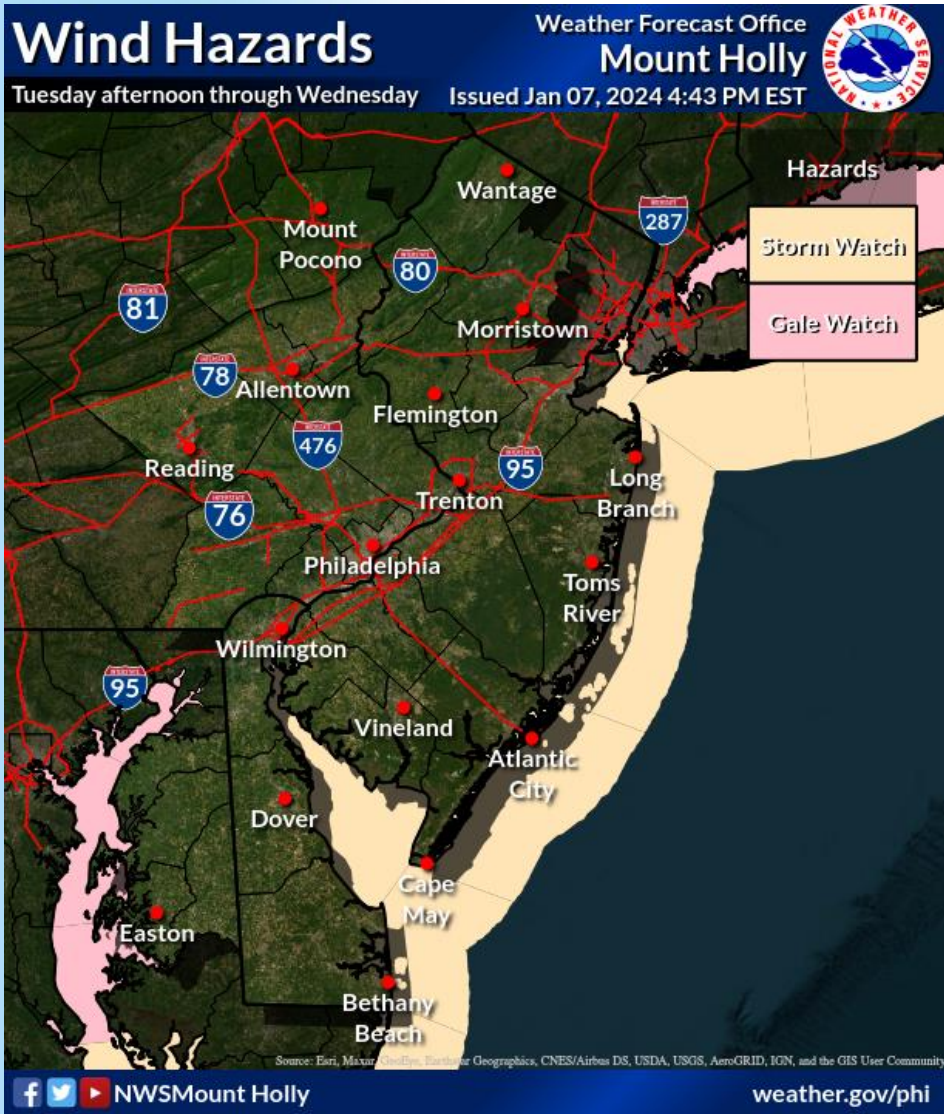 Wind Hazards
Tuesday afternoon through Wednesday
Weather Forecast Office
Mount Holly
Issued Jan 07, 2024 4:43 PM EST
NATIONAL WEATHER SERVICE
Hazards
Storm Watch
Gale Watch
Wantage
Mount
Pocono
287
80
81
Morristown
78
Allentown
Flemington
476
95
Reading
Long
Branch
Trenton
76
Philadelphia
Toms
River
Wilmington
95
Vineland
Atlantic
City
Dover
Cape
May
Easton
Bethany
Beach
Source: Esri, Maxar, GeoEye, Earthstar Geographics, CNES/Airbus DS, USDA, USGS, AeroGRID, IGN, and the GIS User Community
NWSMount Holly
weather.gov/phi